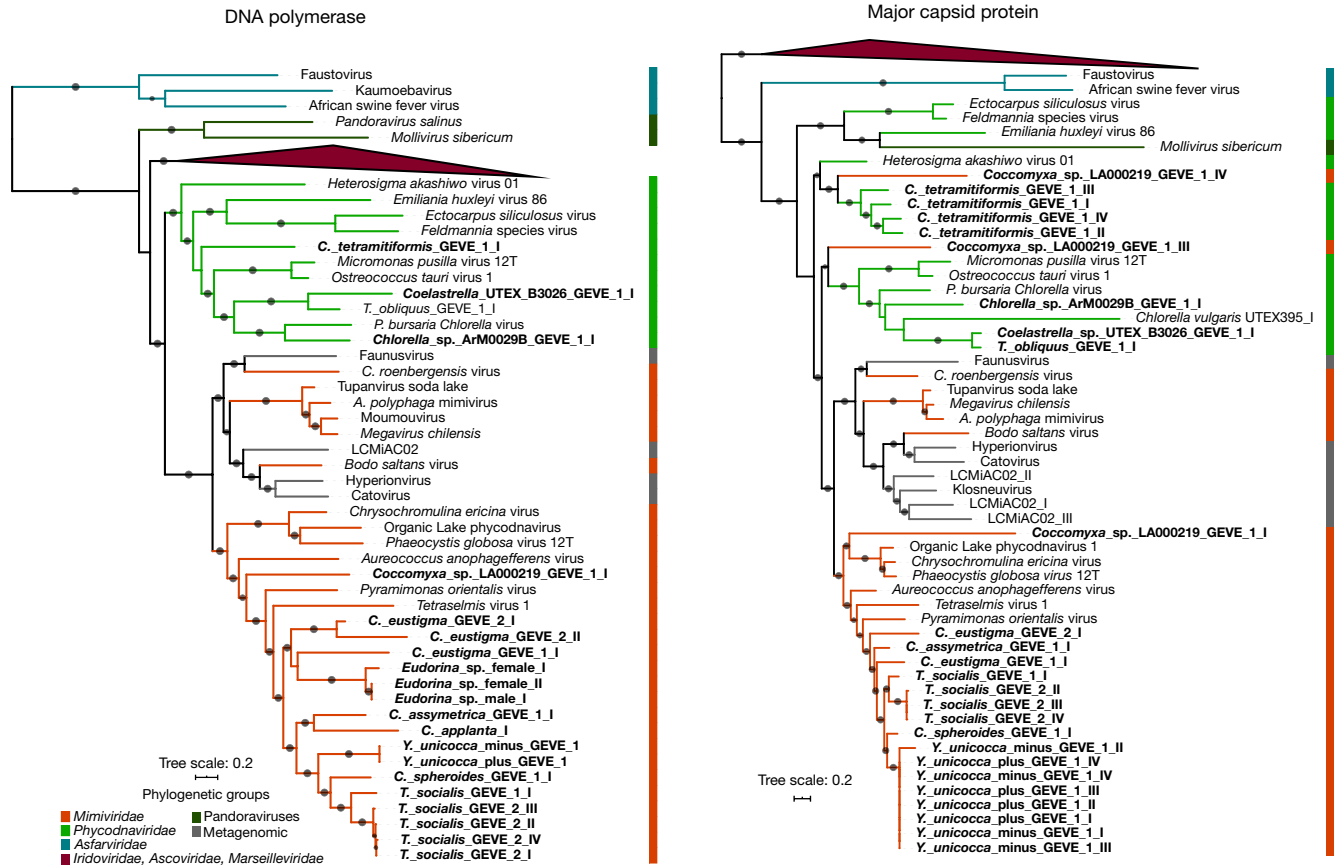 DNA polymerase
Faustovirus
Kaumoebavirus
African swine fever virus
Pandoravirus salinus
Mollivirus sibericum
Heterosigma akashiwo virus 01
Emiliania huxleyi virus 86
Ectocarpus siliculosus virus
Feldmannia species virus
C._tetramitiformis_GEVE_1_I
Micromonas pusilla virus 12T
Ostreococcus tauri virus 1
Coelastrella_UTEX_B3026_GEVE_1_I
T._obliquus_GEVE_1_I
P. bursaria Chlorella virus
Chlorella_sp._ArM0029B_GEVE_1_I
Faunusvirus
C. roenbergensis virus
Tupanvirus soda lake
A. polyphaga mimivirus
Moumouvirus
Megavirus chilensis
LCMiAC02
Bodo saltans virus
Hyperionvirus
Catovirus
Chrysochromulina ericina virus
Organic Lake phycodnavirus
Phaeocystis globosa virus 12T
Aureococcus anophagefferens virus
Coccomyxa_sp._LA000219_GEVE_1_I
Pyramimonas orientalis virus
Tetraselmis virus 1
C._eustigma_GEVE_2_I
C._eustigma_GEVE_2_II
C._eustigma_GEVE_1_I
Eudorina_sp._female_I
Eudorina_sp._female_II
Eudorina_sp._male_I
C._assymetrica_GEVE_1_I
C._applanta_I
Y._unicocca_minus_GEVE_1
Y._unicocca_plus_GEVE_1
C._spheroides_GEVE_1_I
T._socialis_GEVE_1_I
T._socialis_GEVE_2_III
T._socialis_GEVE_2_II
T._socialis_GEVE_2_IV
T._socialis_GEVE_2_I
Tree scale: 0.2
Phylogenetic groups
Mimiviridae
Phycodnaviridae
Asfarviridae
Iridoviridae, Ascoviridae, Marseilleviridae
Pandoraviruses
Metagenomic
Major capsid protein
Faustovirus
African swine fever virus
Ectocarpus siliculosus virus
Feldmannia species virus
Emiliania huxleyi virus 86
Mollivirus sibericum
Heterosigma akashiwo virus 01
Coccomyxa_sp._LA000219_GEVE_1_IV
C._tetramitiformis_GEVE_1_III
C._tetramitiformis_GEVE_1_I
C._tetramitiformis_GEVE_1_IV
C._tetramitiformis_GEVE_1_II
Coccomyxa_sp._LA000219_GEVE_1_III
Micromonas pusilla virus 12T
Ostreococcus tauri virus 1
P. bursaria Chlorella virus
Chlorella_sp._ArM0029B_GEVE_1_I
Chlorella vulgaris UTEX395_I
Coelastrella_sp._UTEX_B3026_GEVE_1_I
T._obliquus_GEVE_1_I
Faunusvirus
C. roenbergensis virus
Tupanvirus soda lake
Megavirus chilensis
A. polyphaga mimivirus
Bodo saltans virus
Hyperionvirus
Catovirus
LCMiAC02_II
Klosneuvirus
LCMiAC02_I
LCMiAC02_III
Coccomyxa_sp._LA000219_GEVE_1_I
Organic Lake phycodnavirus 1
Chrysochromulina ericina virus
Phaeocystis globosa virus 12T
Aureococcus anophagefferens virus
Tetraselmis virus 1
Pyramimonas orientalis virus
C._eustigma_GEVE_2_I
C._assymetrica_GEVE_1_I
C._eustigma_GEVE_1_I
T._socialis_GEVE_1_I
T._socialis_GEVE_2_II
T._socialis_GEVE_2_III
T._socialis_GEVE_2_IV
C._spheroides_GEVE_1_I
Y._unicocca_minus_GEVE_1_II
Y._unicocca_plus_GEVE_1_IV
Y._unicocca_minus_GEVE_1_IV
Y._unicocca_plus_GEVE_1_III
Y._unicocca_plus_GEVE_1_II
Y._unicocca_plus_GEVE_1_I
Y._unicocca_minus_GEVE_1_I
Y._unicocca_minus_GEVE_1_III
Tree scale: 0.2